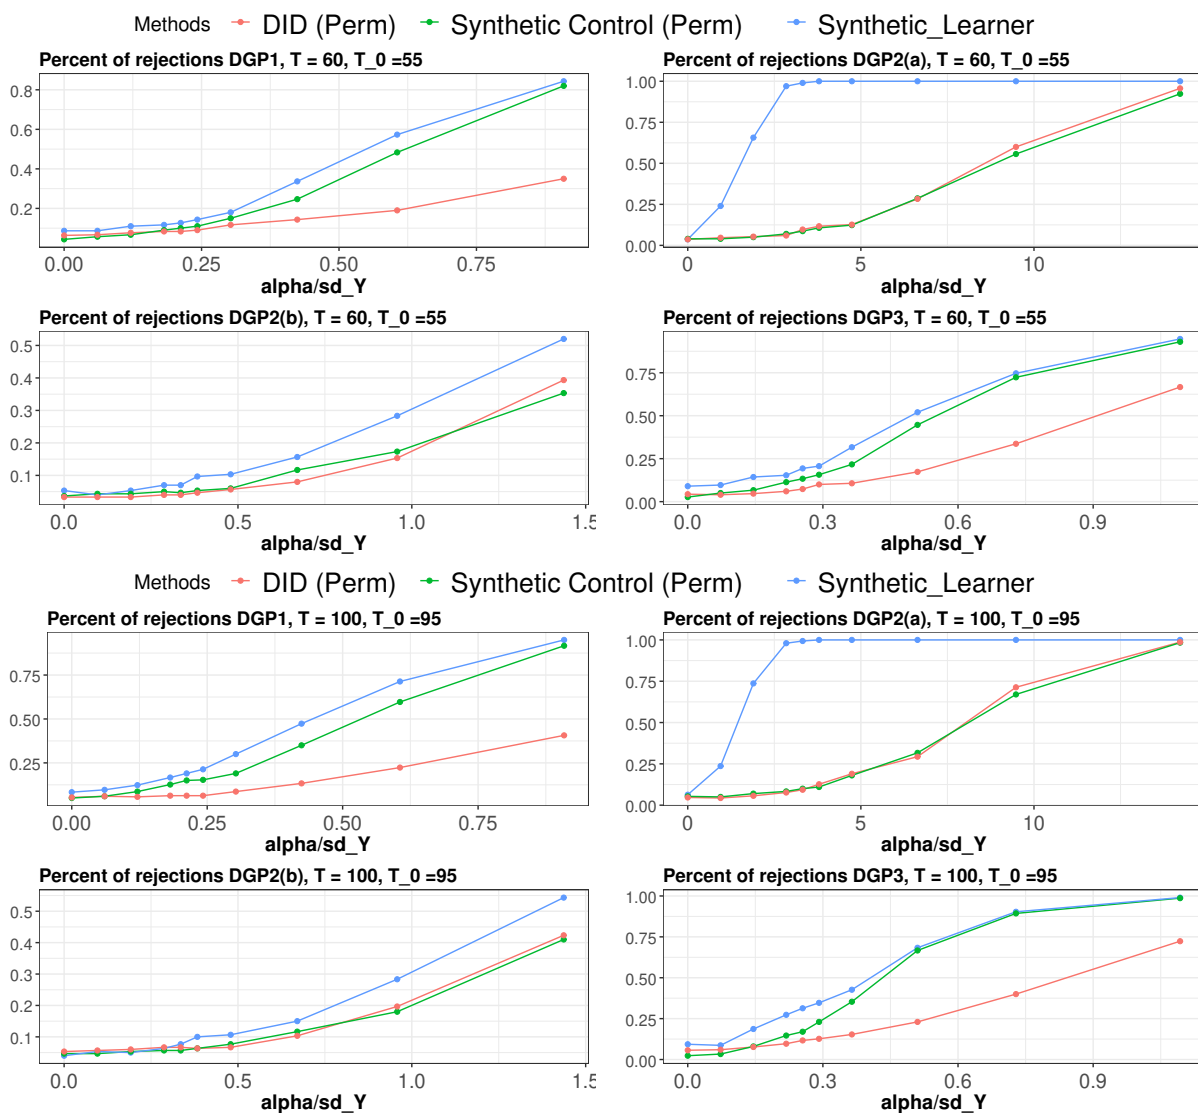 Methods DID (Perm) Synthetic Control (Perm) Synthetic_Learner
Percent of rejections DGP1, T = 60, T_0 =55
0.8
0.6
0.4
0.2
0.00 0.25 0.50 0.75
alpha/sd_Y
Percent of rejections DGP2(a), T = 60, T_0 =55
1.00
0.75
0.50
0.25
0.00
0 5 10
alpha/sd_Y
Percent of rejections DGP2(b), T = 60, T_0 =55
0.5
0.4
0.3
0.2
0.1
0.0 0.5 1.0 1.5
alpha/sd_Y
Percent of rejections DGP3, T = 60, T_0 =55
0.75
0.50
0.25
0.00
0.0 0.3 0.6 0.9
alpha/sd_Y
Methods DID (Perm) Synthetic Control (Perm) Synthetic_Learner
Percent of rejections DGP1, T = 100, T_0 =95
0.75
0.50
0.25
0.00 0.25 0.50 0.75
alpha/sd_Y
Percent of rejections DGP2(a), T = 100, T_0 =95
1.00
0.75
0.50
0.25
0.00
0 5 10
alpha/sd_Y
Percent of rejections DGP2(b), T = 100, T_0 =95
0.5
0.4
0.3
0.2
0.1
0.0 0.5 1.0 1.5
alpha/sd_Y
Percent of rejections DGP3, T = 100, T_0 =95
1.00
0.75
0.50
0.25
0.00
0.0 0.3 0.6 0.9
alpha/sd_Y